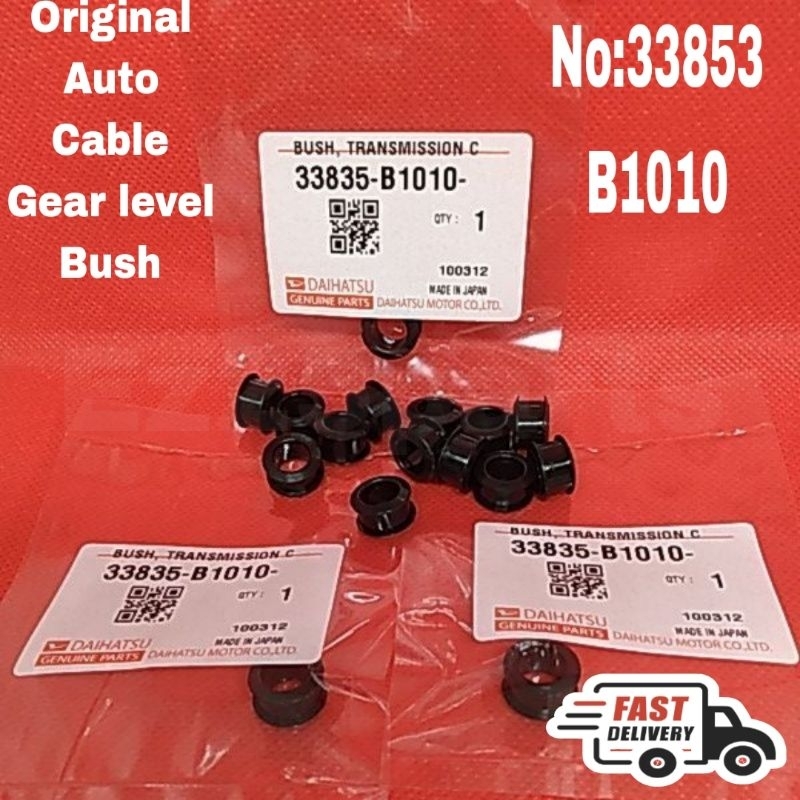 Original
Auto
Cable
Gear level
Bush
No:33853
B1010
BUSH, TRANSMISSION C
33835-B1010-
QTY : 1
100312
DAIHATSU
MADE IN JAPAN
GENUINE PARTS DAIHATSU MOTOR CO.,LTD.
BUSH, TRANSMISSION C
33835-B1010-
QTY : 1
100312
DAIHATSU
MADE IN JAPAN
GENUINE PARTS DAIHATSU MOTOR CO.,LTD.
BUSH, TRANSMISSION C
33835-B1010-
QTY : 1
100312
DAIHATSU
MADE IN JAPAN
GENUINE PARTS DAIHATSU MOTOR CO.,LTD.
FAST
DELIVERY